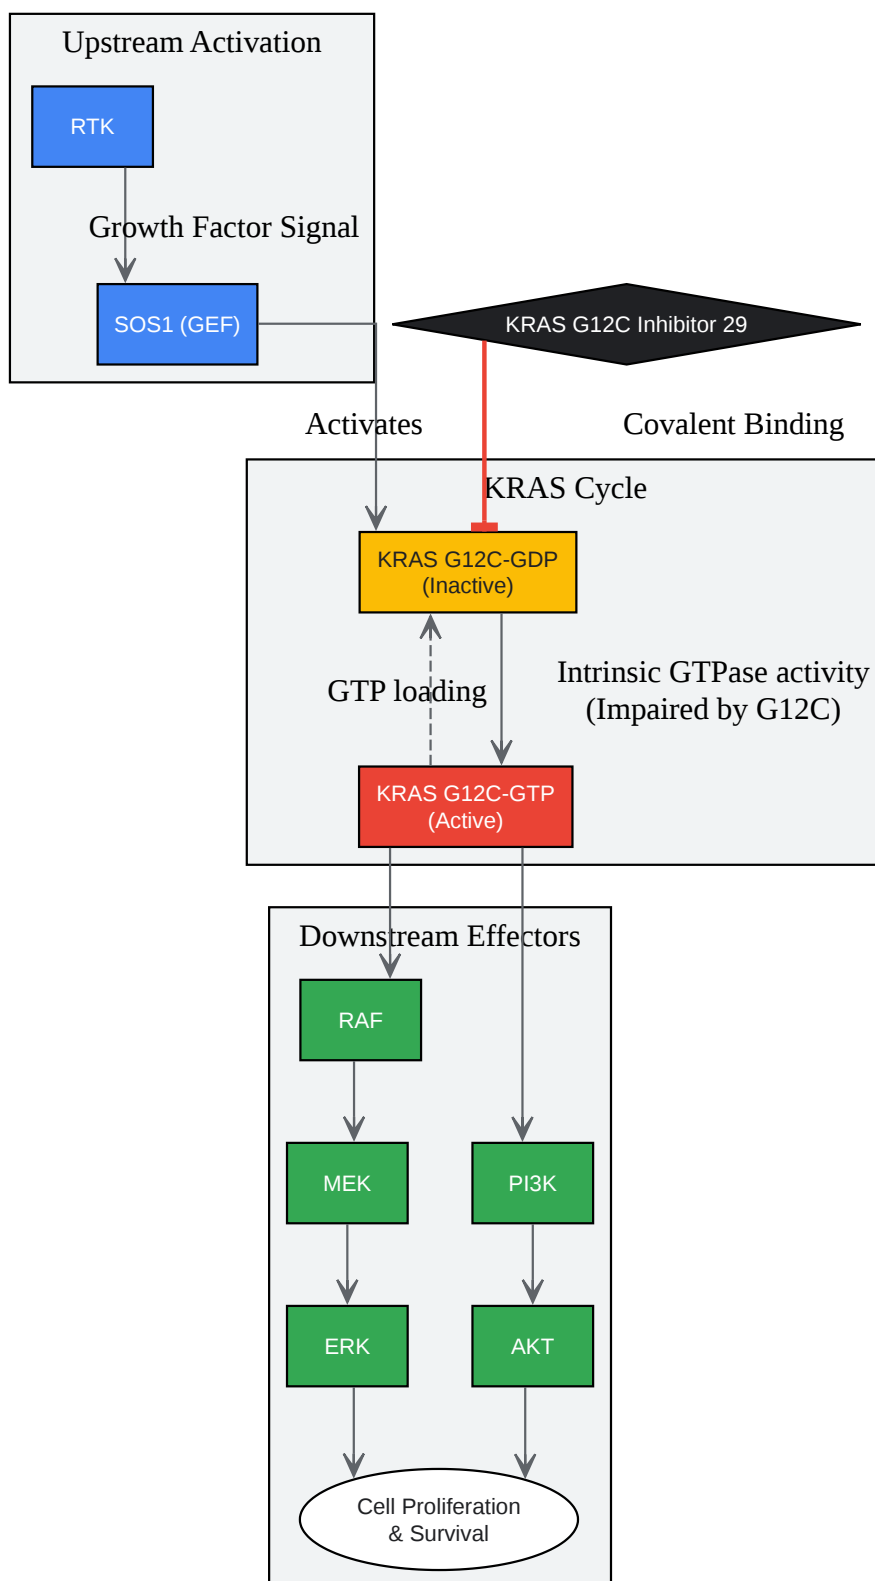 Upstream Activation
RTK
Growth Factor Signal
SOS1 (GEF)
KRAS G12C Inhibitor 29
Activates
Covalent Binding
KRAS Cycle
KRAS G12C-GDP
(Inactive)
GTP loading
Intrinsic GTPase activity
(Impaired by G12C)
KRAS G12C-GTP
(Active)
Downstream Effectors
RAF
MEK
PI3K
ERK
AKT
Cell Proliferation
& Survival